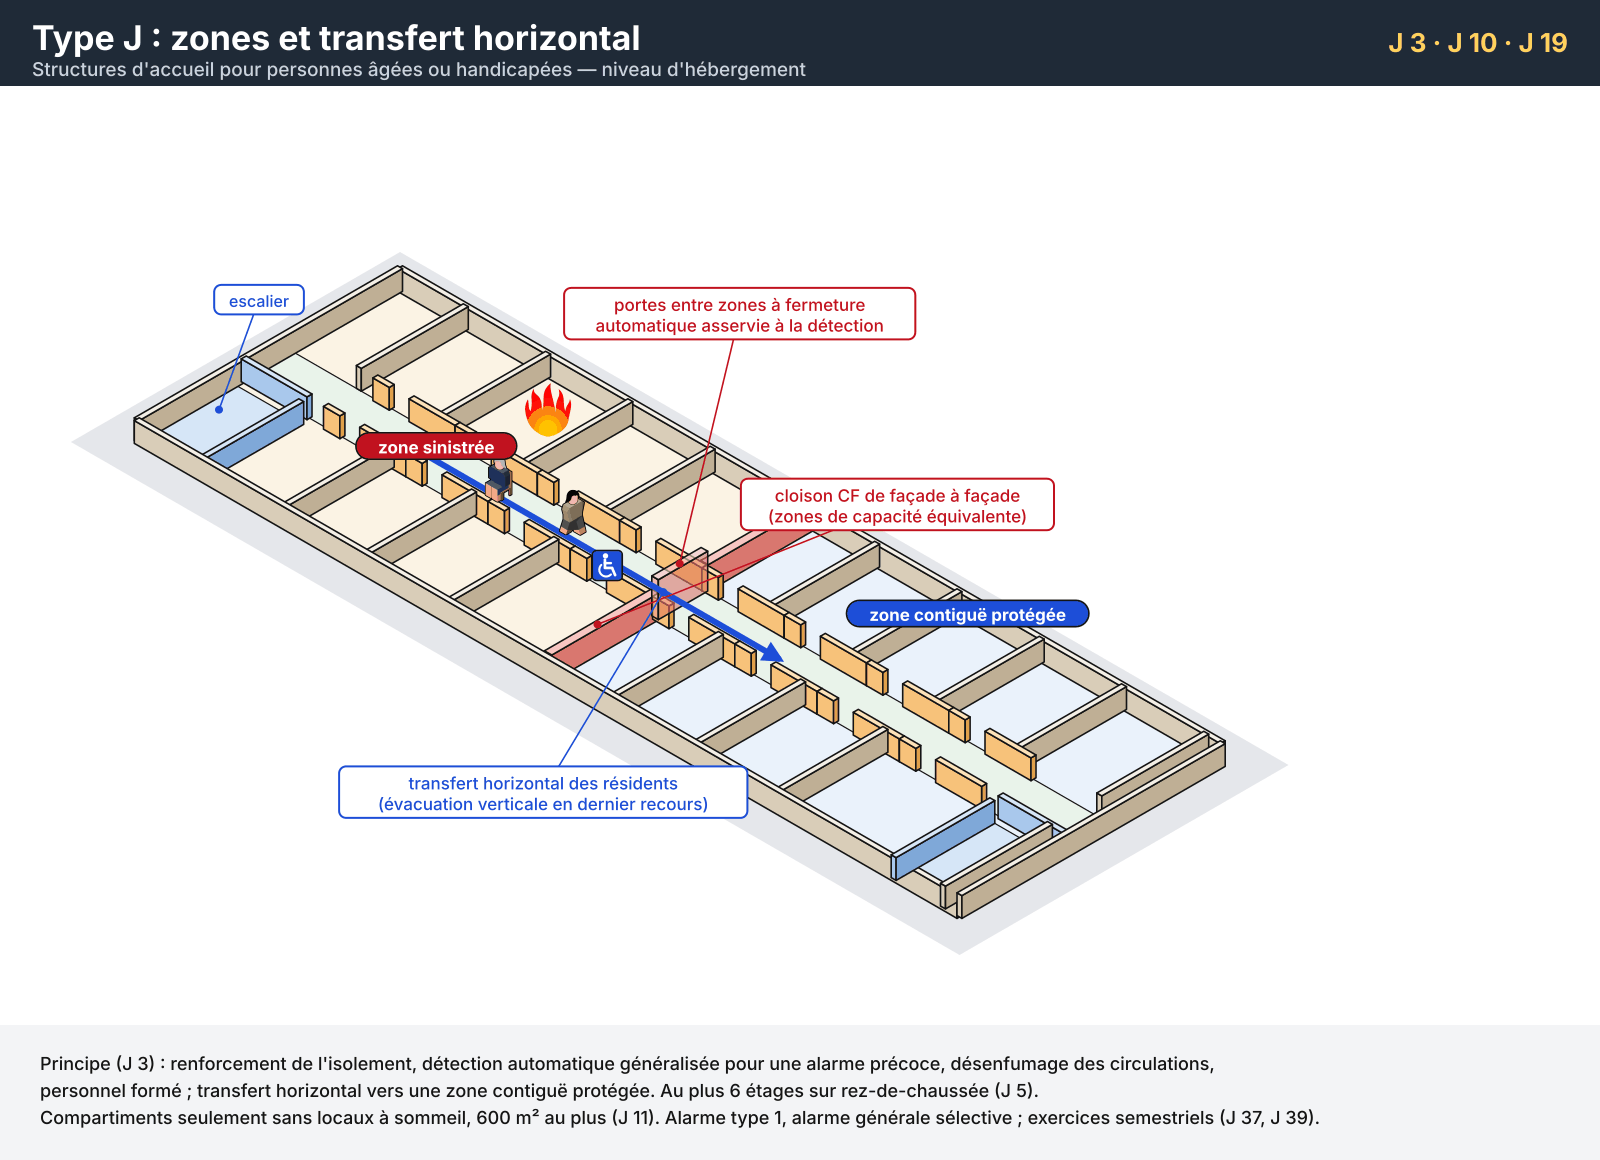 Type J : zones et transfert horizontal
Structures d'accueil pour personnes âgées ou handicapées — niveau d'hébergement
J 3 · J 10 · J 19
escalier
portes entre zones à fermeture
automatique asservie à la détection
zone sinistrée
cloison CF de façade à façade
(zones de capacité équivalente)
zone contiguë protégée
transfert horizontal des résidents
(évacuation verticale en dernier recours)
Principe (J 3) : renforcement de l'isolement, détection automatique généralisée pour une alarme précoce, désenfumage des circulations,
personnel formé ; transfert horizontal vers une zone contiguë protégée. Au plus 6 étages sur rez-de-chaussée (J 5).
Compartiments seulement sans locaux à sommeil, 600 m² au plus (J 11). Alarme type 1, alarme générale sélective ; exercices semestriels (J 37, J 39).